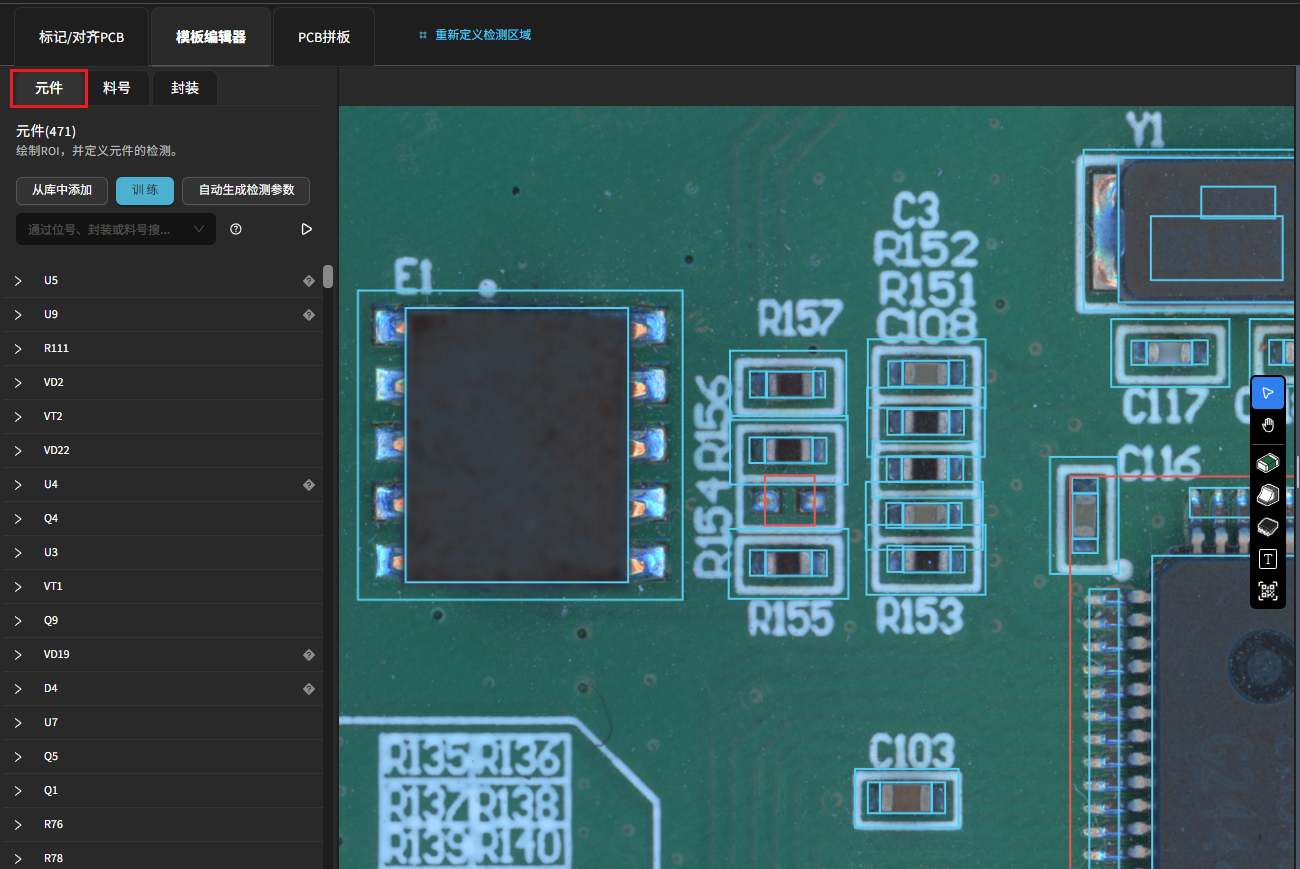 标记/对齐PCB
模板编辑器
PCB拼板
重新定义检测区域
元件
料号
封装
元件(471)
绘制ROI，并定义元件的检测。
从库中添加
训 练
自动生成检测参数
通过位号、封装或料号搜...
U5
U9
R111
VD2
VT2
VD22
U4
Q4
U3
VT1
Q9
VD19
D4
U7
Q5
Q1
R76
R78
Y1
C3
R152
R151
C108
E1
R157
R156
R154
R155
R153
C117
C116
C103
R135 R136
R137 R138
R139 R140
T